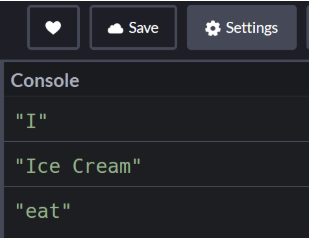 Save Settings
Console
"I"
"Ice Cream"
"eat"